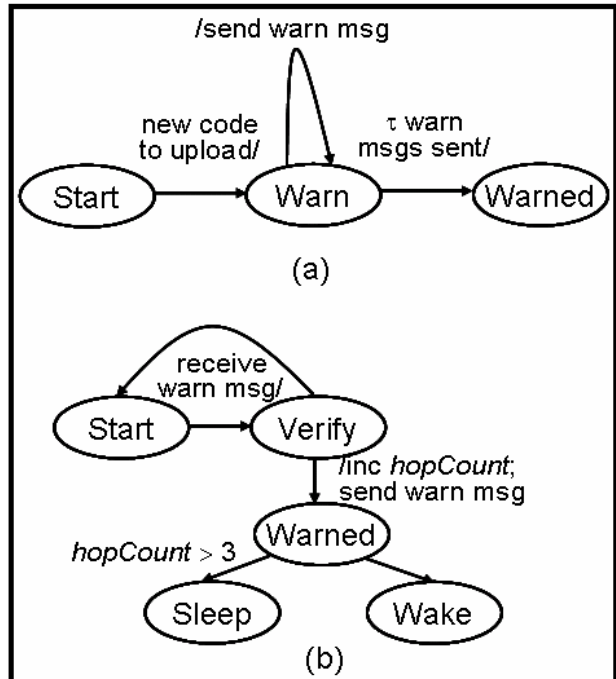 /send warn msg
new code
to upload/
τ warn
msgs sent/
Start
Warn
Warned
(a)
receive
warn msg/
Start
Verify
/inc hopCount;
send warn msg
Warned
hopCount > 3
Sleep
Wake
(b)